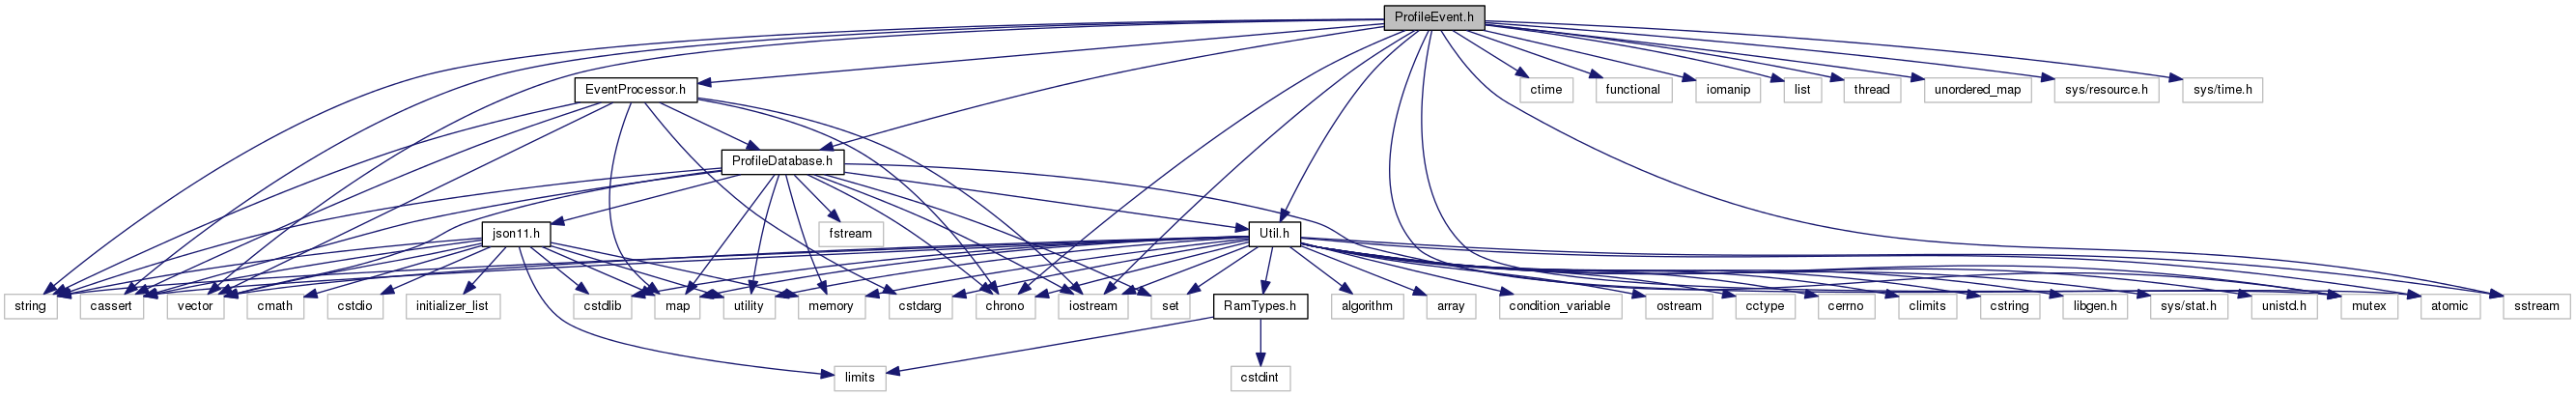 ProfileEvent.h
EventProcessor.h
ctime
functional
iomanip
list
thread
unordered_map
sys/resource.h
sys/time.h
ProfileDatabase.h
json11.h
fstream
Util.h
string
cassert
vector
cmath
cstdio
initializer_list
cstdlib
map
utility
memory
cstdarg
chrono
iostream
set
RamTypes.h
algorithm
array
condition_variable
ostream
cctype
cerrno
climits
cstring
libgen.h
sys/stat.h
unistd.h
mutex
atomic
sstream
limits
cstdint